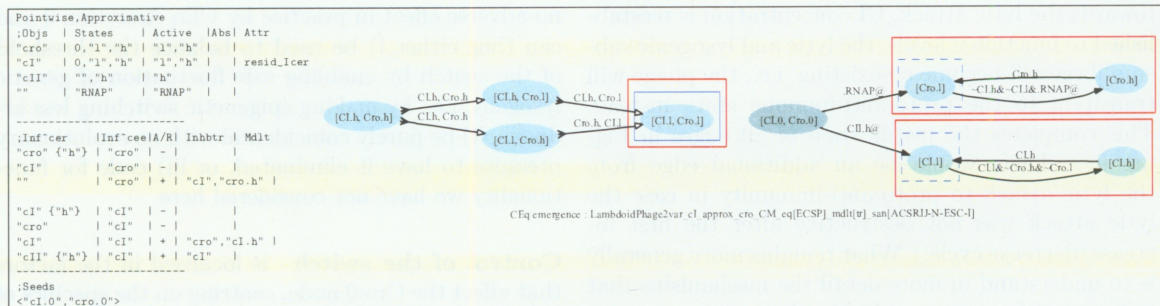 Pointwise,Approximative
;Objs | States | Active |Abs| Attr
"cro" | 0,"l","h" | "l","h" | |
"cI" | 0,"l","h" | "l","h" | | resid_Icer
"cII" | "","h" | "h" | |
"" | "RNAP" | "RNAP" | |
;Inf'cer |Inf'cee|A/R| Inhbtr | Mdlt
"cro" {"h"} | "cro" | - | |
"cI" | "cro" | - | |
"" | "cro" | + | "cI","cro.h" |
"cI" {"h"} | "cI" | - | |
"cro" | "cI" | - | |
"cI" | "cI" | + | "cro","cI.h" |
"cII" {"h"} | "cI" | + | "cI" |
;Seeds
<"cI.0","cro.0">
[CI.h, Cro.h]
CI.h, Cro.h
CI.h, Cro.h
[CI.h, Cro.l]
[CI.l, Cro.h]
CI.h, Cro.l
Cro.h, CI.l
[CI.l, Cro.l]
[CI.0, Cro.0]
.RNAP@
CII.h@
[Cro.l]
Cro.h
~CI.h&~CI.l&.RNAP@
[Cro.h]
[CI.l]
CI.h
CI.l&~Cro.h&~Cro.l
[CI.h]
CEq emergence : LambdoidPhage2var_cI_approx_cro_CM_eq[ECSP]_mdlt[tr]_san[ACSRIJ-N-ESC-I]